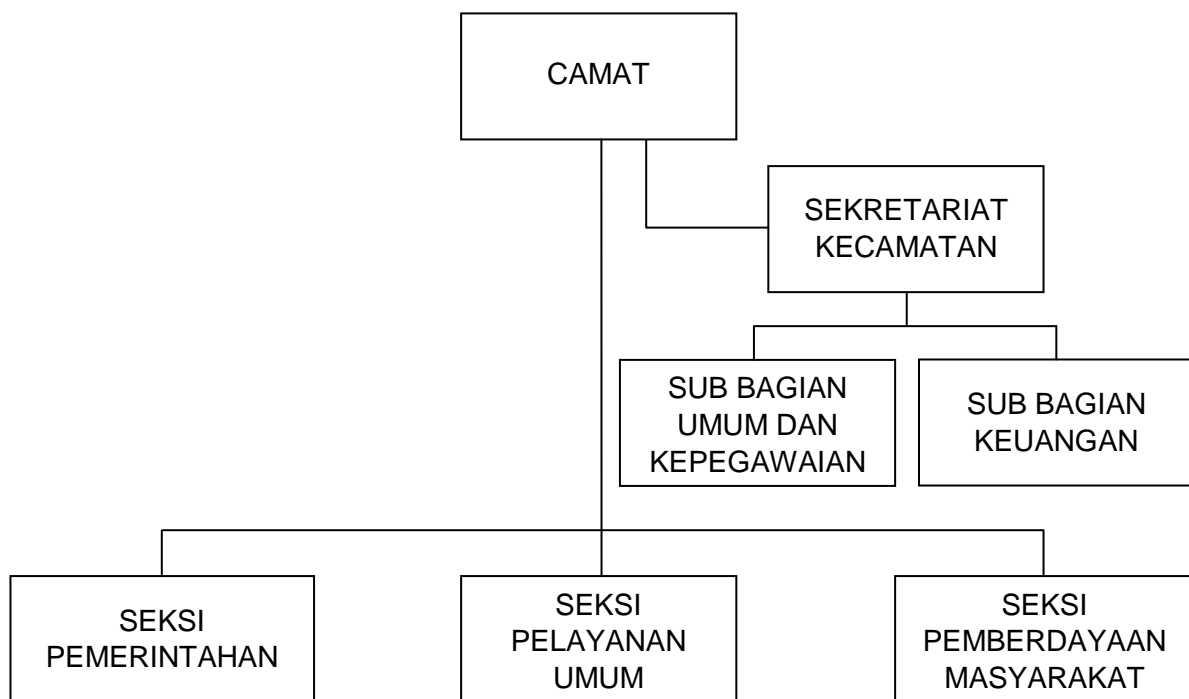 CAMAT
SEKRETARIAT
KECAMATAN
SUB BAGIAN
UMUM DAN
KEPEGAWAIAN
SUB BAGIAN
KEUANGAN
SEKSI
PEMERINTAHAN
SEKSI
PELAYANAN
UMUM
SEKSI
PEMBERDAYAAN
MASYARAKAT